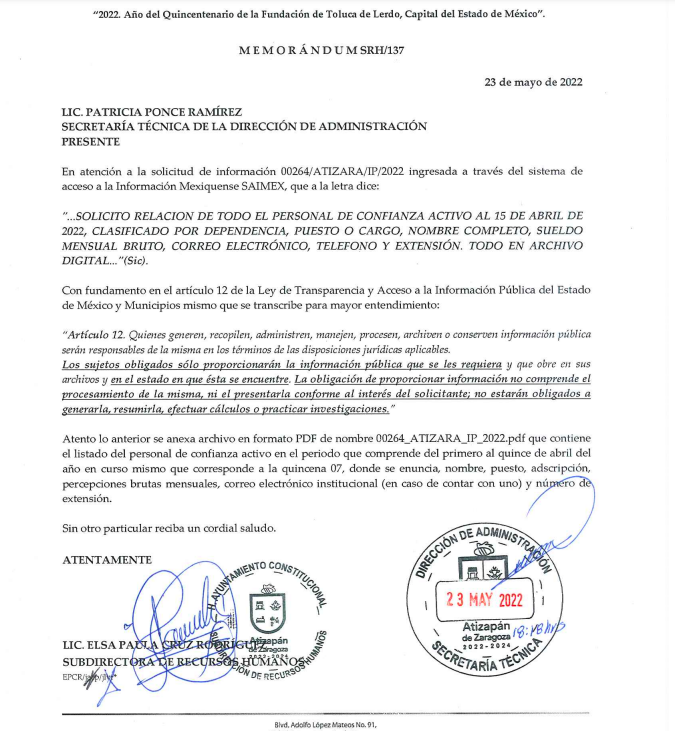 “2022. Año del Quincentenario de la Fundación de Toluca de Lerdo, Capital del Estado de México”.
MEMORÁNDUM SRH/137
23 de mayo de 2022
LIC. PATRICIA PONCE RAMÍREZ
SECRETARÍA TÉCNICA DE LA DIRECCIÓN DE ADMINISTRACIÓN
PRESENTE
En atención a la solicitud de información 00264/ATIZARA/IP/2022 ingresada a través del sistema de
acceso a la Información Mexiquense SAIMEX, que a la letra dice:
“...SOLICITO RELACION DE TODO EL PERSONAL DE CONFIANZA ACTIVO AL 15 DE ABRIL DE
2022, CLASIFICADO POR DEPENDENCIA, PUESTO O CARGO, NOMBRE COMPLETO, SUELDO
MENSUAL BRUTO, CORREO ELECTRÓNICO, TELEFONO Y EXTENSIÓN. TODO EN ARCHIVO
DIGITAL...”(Sic).
Con fundamento en el artículo 12 de la Ley de Transparencia y Acceso a la Información Pública del Estado
de México y Municipios mismo que se transcribe para mayor entendimiento:
“Artículo 12. Quienes generen, recopilen, administren, manejen, procesen, archiven o conserven información pública
serán responsables de la misma en los términos de las disposiciones jurídicas aplicables.
Los sujetos obligados sólo proporcionarán la información pública que se les requiera y que obre en sus
archivos y en el estado en que ésta se encuentre. La obligación de proporcionar información no comprende el
procesamiento de la misma, ni el presentarla conforme al interés del solicitante; no estarán obligados a
generarla, resumirla, efectuar cálculos o practicar investigaciones.”
Atento lo anterior se anexa archivo en formato PDF de nombre 00264_ATIZARA_IP_2022.pdf que contiene
el listado del personal de confianza activo en el periodo que comprende del primero al quince de abril del
año en curso mismo que corresponde a la quincena 07, donde se enuncia, nombre, puesto, adscripción,
percepciones brutas mensuales, correo electrónico institucional (en caso de contar con uno) y número de
extensión.
Sin otro particular reciba un cordial saludo.
ATENTAMENTE
LIC. ELSA PAULA CRUZ RODRÍGUEZ
SUBDIRECTORA DE RECURSOS HUMANOS
H. AYUNTAMIENTO CONSTITUCIONAL
Atizapán
de Zaragoza
2022-2024
SUBDIRECCIÓN DE RECURSOS HUMANOS
DIRECCIÓN DE ADMINISTRACIÓN
23 MAY 2022
Atizapán
de Zaragoza
2022-2024
SECRETARÍA TÉCNICA
Blvd. Adolfo López Mateos No. 91,